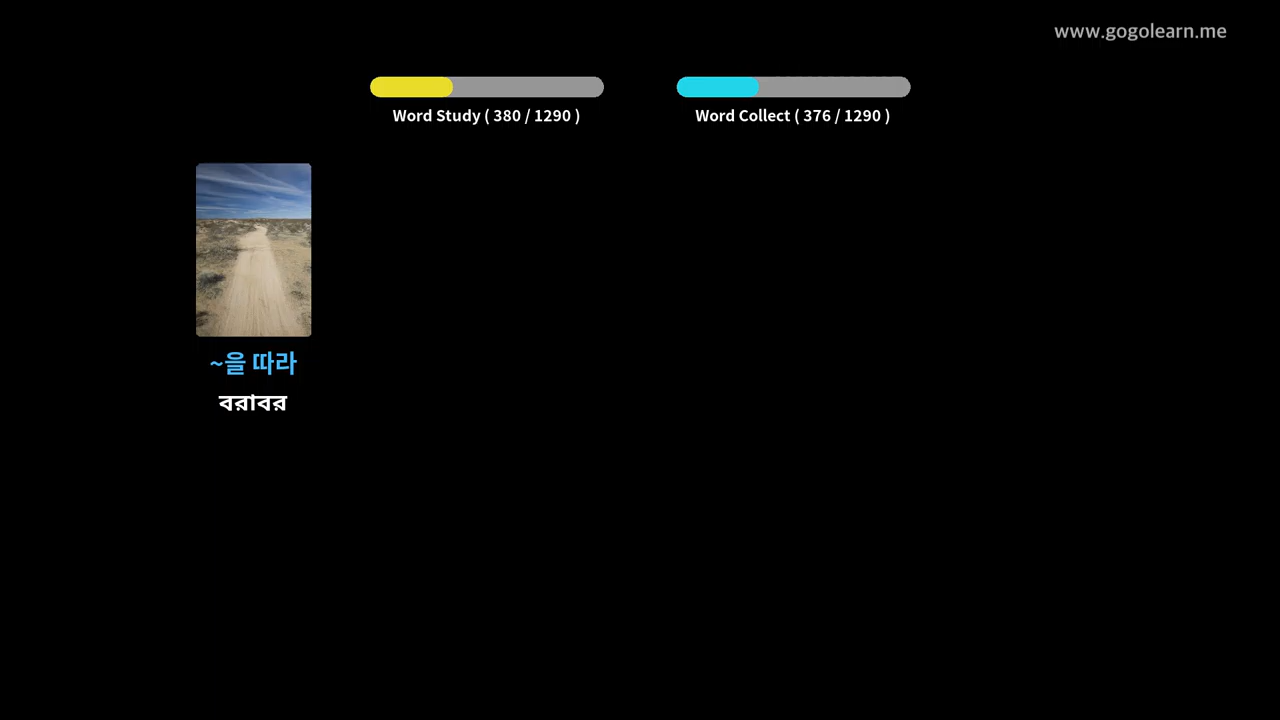 www.gogolearn.me
Word Study ( 380 / 1290 )
Word Collect ( 376 / 1290 )
~을 따라
বরাবর